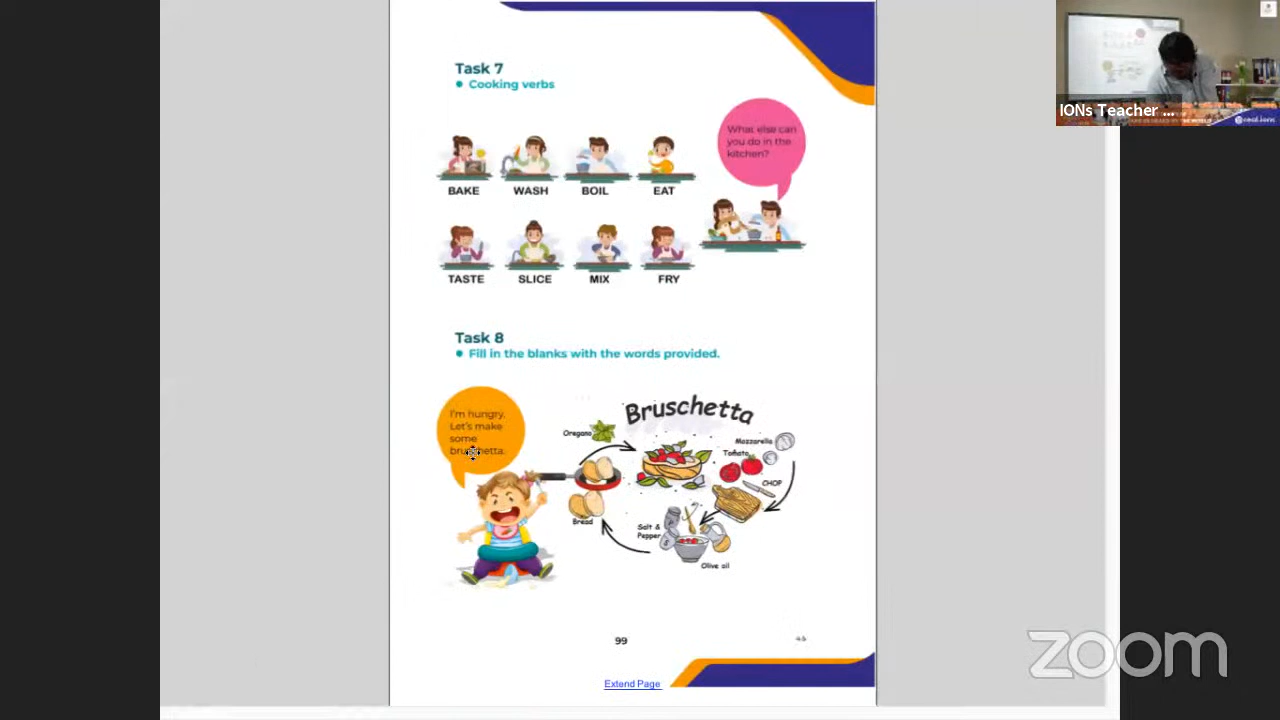 Task 7
Cooking verbs
What else can
you do in the
kitchen?
BAKE
WASH
BOIL
EAT
TASTE
SLICE
MIX
FRY
Task 8
Fill in the blanks with the words provided.
I'm hungry.
Let's make
some
bruschetta.
Bruschetta
Oregano
Mozzarella
Tomato
CHOP
Bread
Salt &
Pepper
Olive oil
99
Extend Page
IONs Teacher ...
zoom